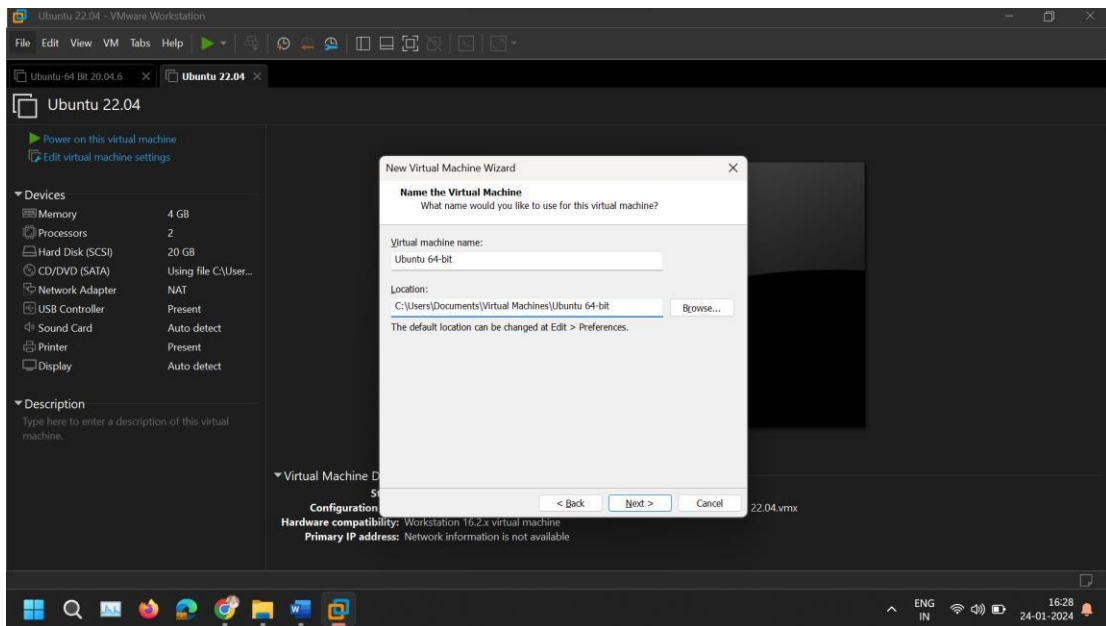 Ubuntu 22.04 - VMware Workstation
File Edit View VM Tabs Help
Ubuntu-64 Bit 20.04.6 Ubuntu 22.04
Ubuntu 22.04
Power on this virtual machine
Edit virtual machine settings
Devices
Memory 4 GB
Processors 2
Hard Disk (SCSI) 20 GB
CD/DVD (SATA) Using file C:\User...
Network Adapter NAT
USB Controller Present
Sound Card Auto detect
Printer Present
Display Auto detect
Description
Type here to enter a description of this virtual
machine.
New Virtual Machine Wizard
Name the Virtual Machine
What name would you like to use for this virtual machine?
Virtual machine name:
Ubuntu 64-bit
Location:
C:\Users\Documents\Virtual Machines\Ubuntu 64-bit
Browse...
The default location can be changed at Edit > Preferences.
< Back Next > Cancel
Virtual Machine D
St
Configuration 22.04.vmx
Hardware compatibility: Workstation 16.2.x virtual machine
Primary IP address: Network information is not available
ENG
IN
16:28
24-01-2024